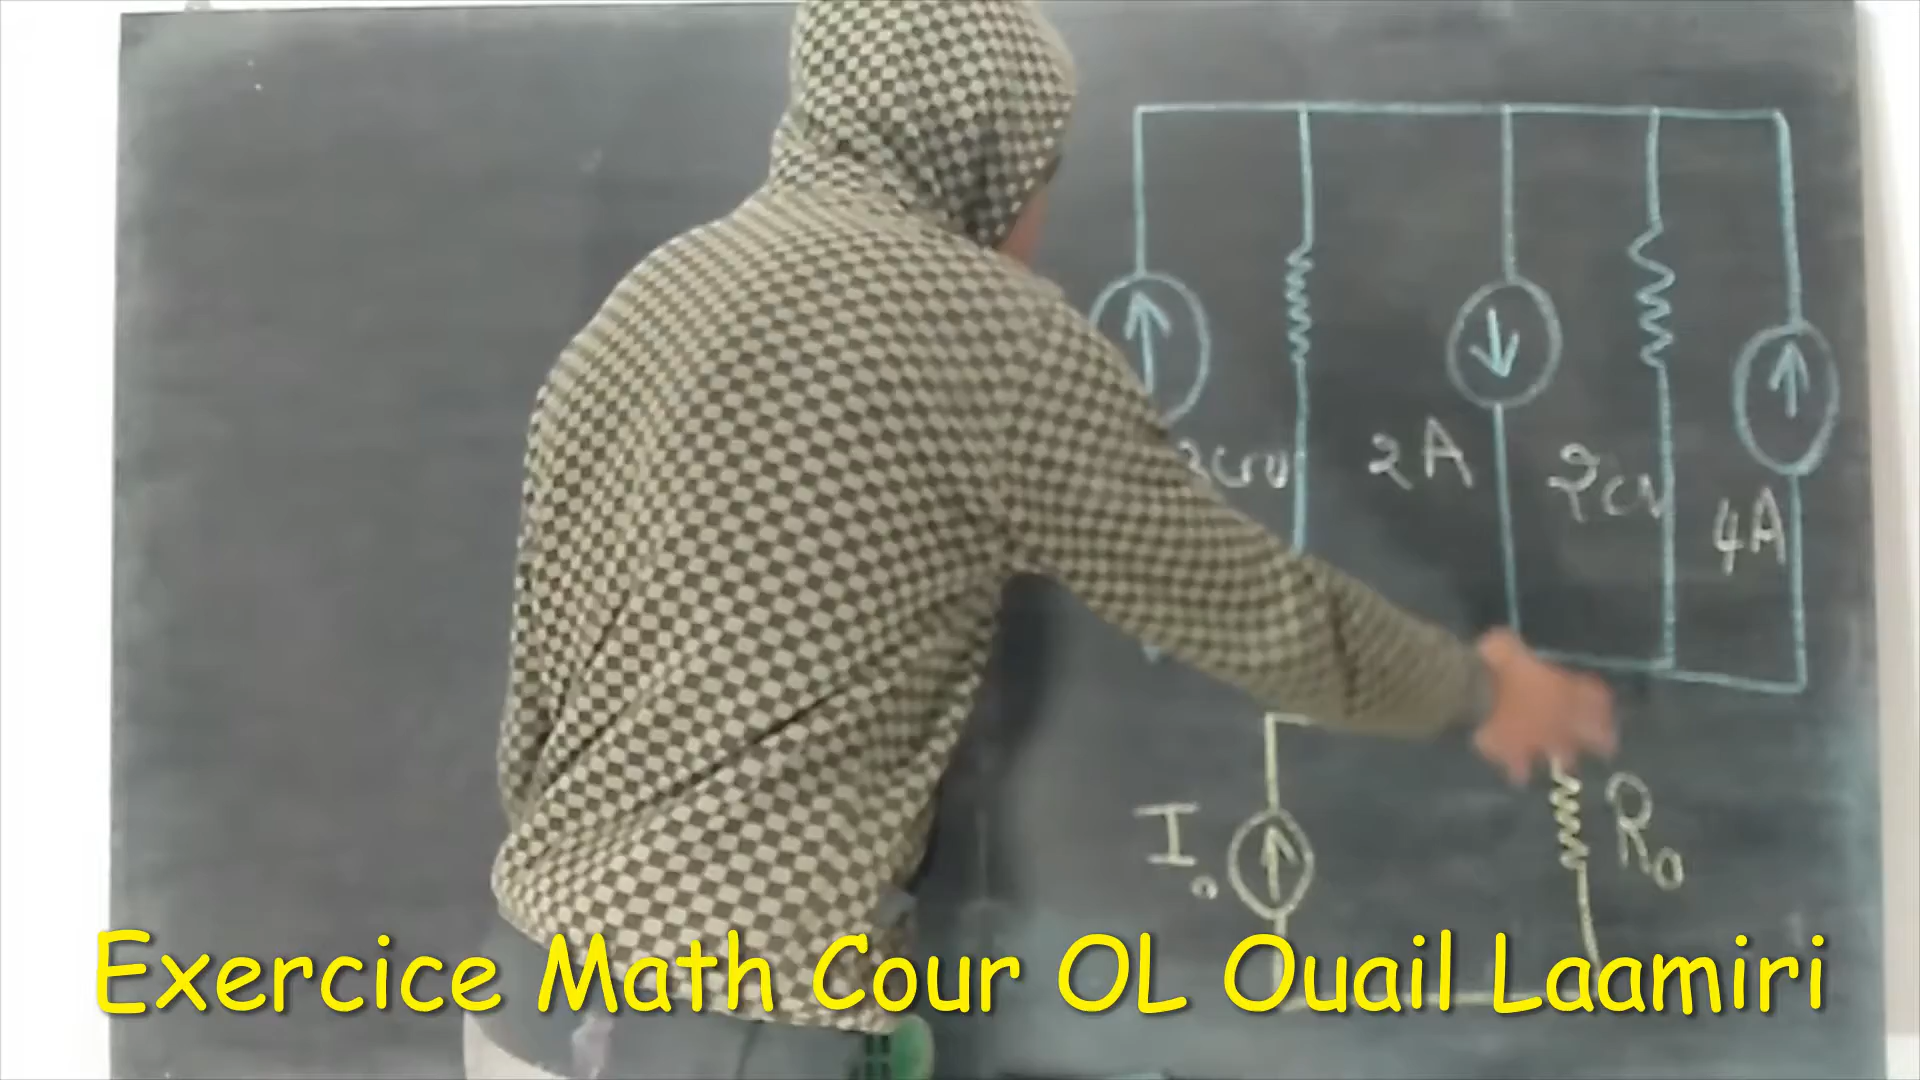 2A
4A
I₀
R₀
Exercice Math Cour OL Ouail Laamiri